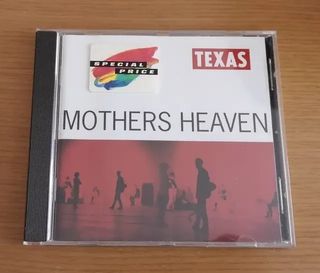 SPECIAL
PRICE
TEXAS
MOTHERS HEAVEN